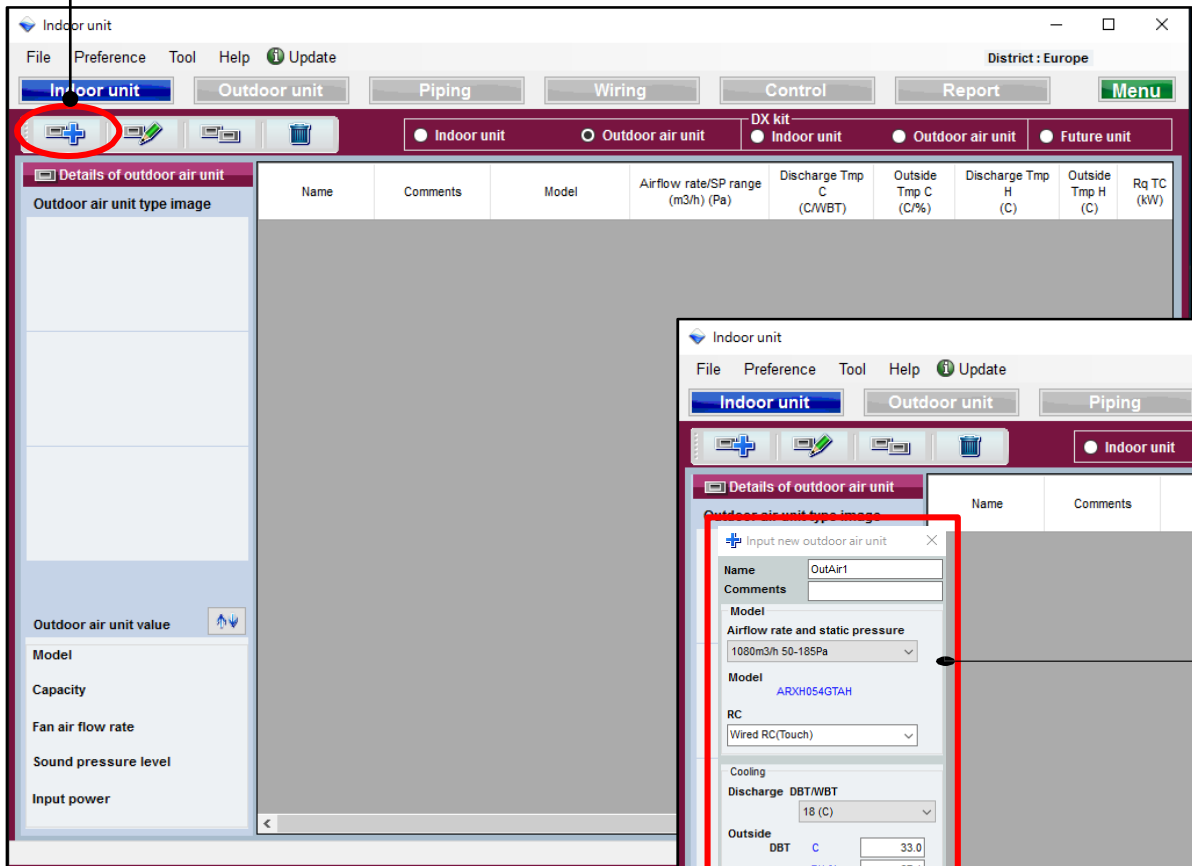 Indoor unit
File Preference Tool Help Update
District : Europe
Indoor unit Outdoor unit Piping Wiring Control Report Menu
DX kit
Indoor unit Outdoor air unit Indoor unit Outdoor air unit Future unit
Details of outdoor air unit
Outdoor air unit type image
Name Comments Model Airflow rate/SP range (m3/h) (Pa) Discharge Tmp C (C/WBT) Outside Tmp C (C/%) Discharge Tmp H (C) Outside Tmp H (C) Rq TC (kW)
Outdoor air unit value
Model
Capacity
Fan air flow rate
Sound pressure level
Input power
Indoor unit
File Preference Tool Help Update
Indoor unit Outdoor unit Piping
Indoor unit
Details of outdoor air unit
Outdoor air unit type image
Name Comments
Input new outdoor air unit
Name OutAir1
Comments
Model
Airflow rate and static pressure
1080m3/h 50-185Pa
Model
ARXH054GTAH
RC
Wired RC(Touch)
Cooling
Discharge DBT/WBT
18 (C)
Outside
DBT C 33.0